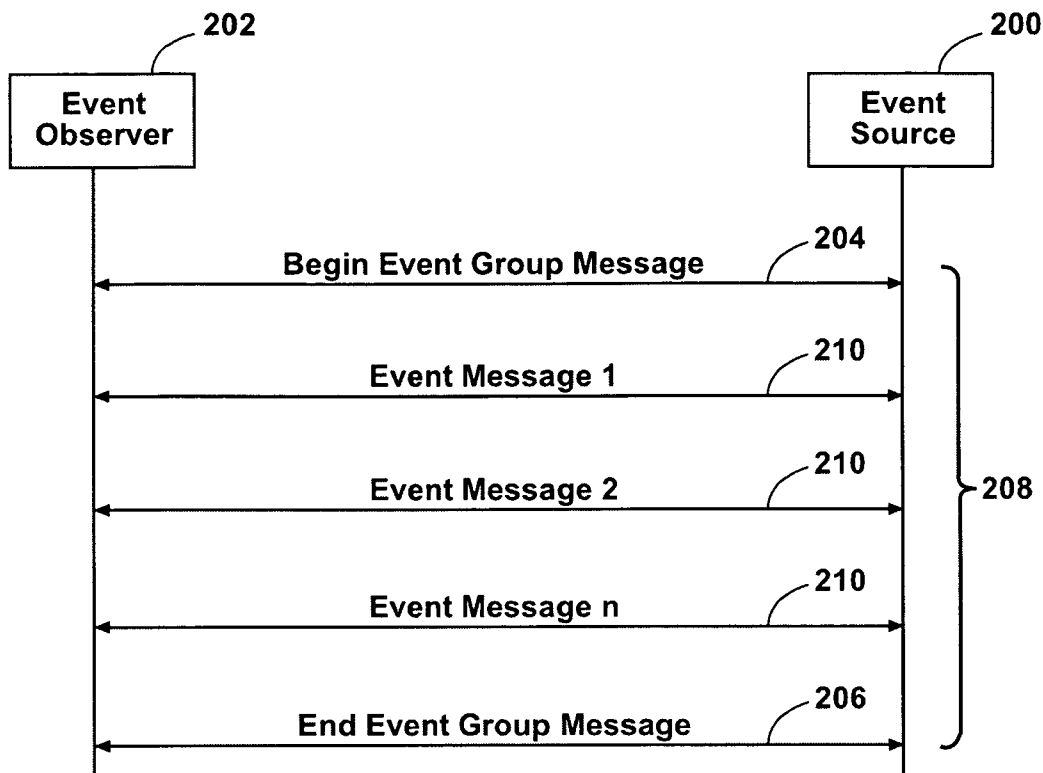 202
200
Event
Observer
Event
Source
204
Begin Event Group Message
210
Event Message 1
210
Event Message 2
208
210
Event Message n
206
End Event Group Message